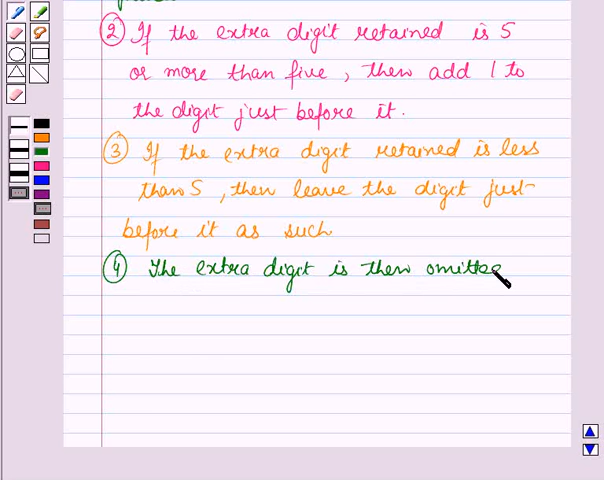 ② If the extra digit retained is 5
or more than five, then add 1 to
the digit just before it.
③ If the extra digit retained is less
than 5, then leave the digit just
before it as such.
④ The extra digit is then omitte